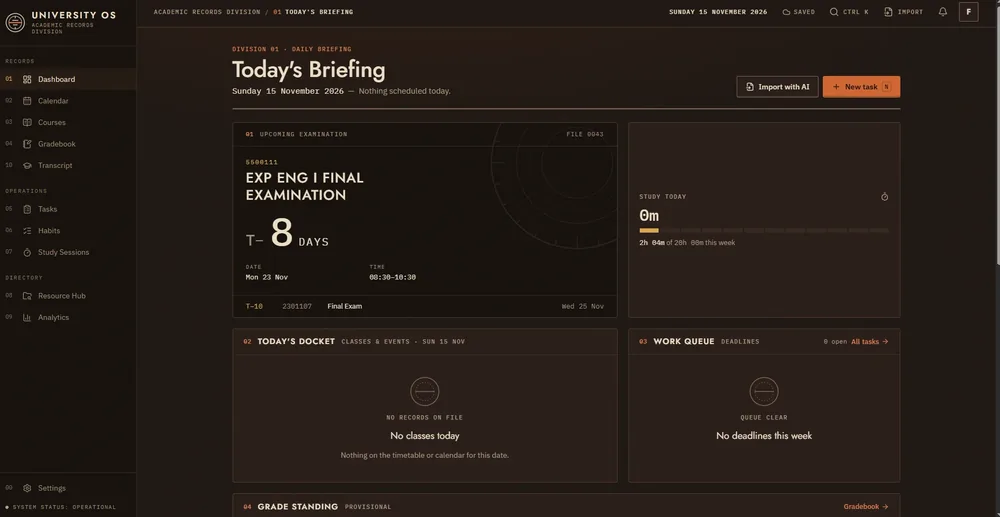 UNIVERSITY OS
ACADEMIC RECORDS
DIVISION
ACADEMIC RECORDS DIVISION / 01 TODAY'S BRIEFING
SUNDAY 15 NOVEMBER 2026
SAVED
CTRL K
IMPORT
F
RECORDS
01 Dashboard
02 Calendar
03 Courses
04 Gradebook
10 Transcript
OPERATIONS
05 Tasks
06 Habits
07 Study Sessions
DIRECTORY
08 Resource Hub
09 Analytics
00 Settings
SYSTEM STATUS: OPERATIONAL
DIVISION 01 · DAILY BRIEFING
Today's Briefing
Sunday 15 November 2026 — Nothing scheduled today.
Import with AI
+ New task N
01 UPCOMING EXAMINATION FILE 0043
5500111
EXP ENG I FINAL
EXAMINATION
T– 8 DAYS
DATE TIME
Mon 23 Nov 08:30–10:30
T–10 2301107 Final Exam Wed 25 Nov
STUDY TODAY
0m
2h 04m of 20h 00m this week
02 TODAY'S DOCKET CLASSES & EVENTS · SUN 15 NOV
NO RECORDS ON FILE
No classes today
Nothing on the timetable or calendar for this date.
03 WORK QUEUE DEADLINES 0 open All tasks →
QUEUE CLEAR
No deadlines this week
04 GRADE STANDING PROVISIONAL Gradebook →